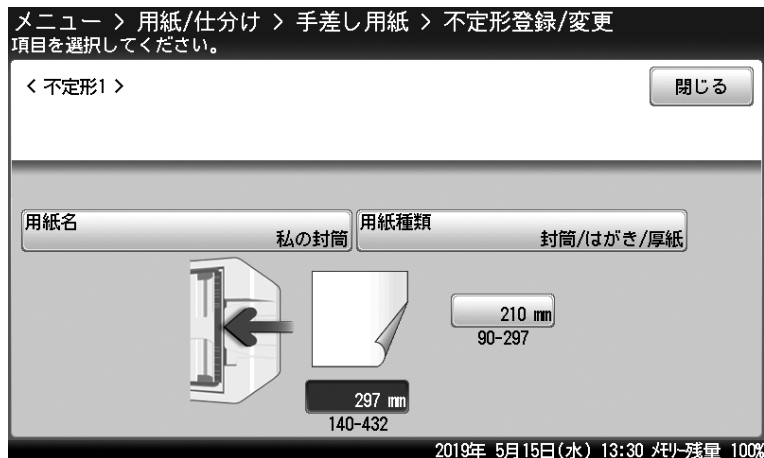 メニュー > 用紙/仕分け > 手差し用紙 > 不定形登録/変更
項目を選択してください。
< 不定形1 >
閉じる
用紙名
私の封筒
用紙種類
封筒/はがき/厚紙
210 mm
90-297
297 mm
140-432
2019年 5月15日(水) 13:30 メモリー残量 100%